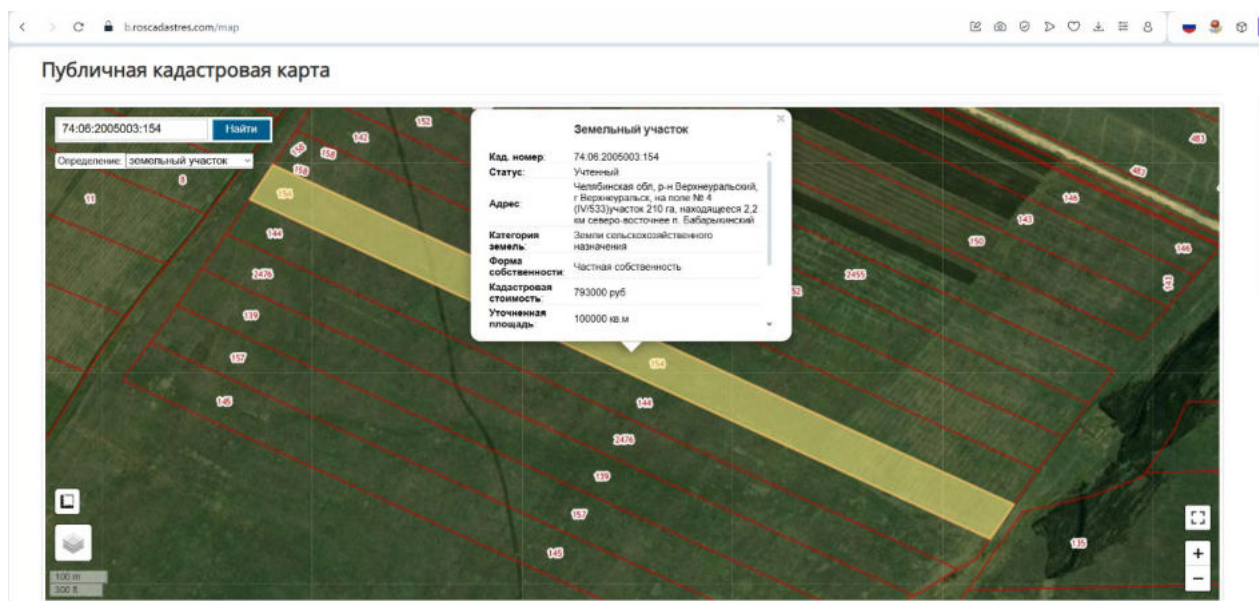 b.roscadastres.com/map
Публичная кадастровая карта
74:06:2005003:154
Найти
Определение: земельный участок
Земельный участок
Кад. номер: 74:06:2005003:154
Статус: Учтенный
Адрес: Челябинская обл, р-н Верхнеуральский,
г Верхнеуральск, на поле № 4
(IV/533)участок 210 га, находящееся 2,2
км северо-восточнее п. Бабарыкинский
Категория земель: Земли сельскохозяйственного
назначения
Форма собственности: Частная собственность
Кадастровая стоимость: 793000 руб
Уточненная площадь: 100000 кв.м
152
142
158
158
158
8
11
154
144
2476
139
157
145
483
482
146
143
150
146
143
2455
52
154
144
2476
139
157
145
135
100 m
300 ft